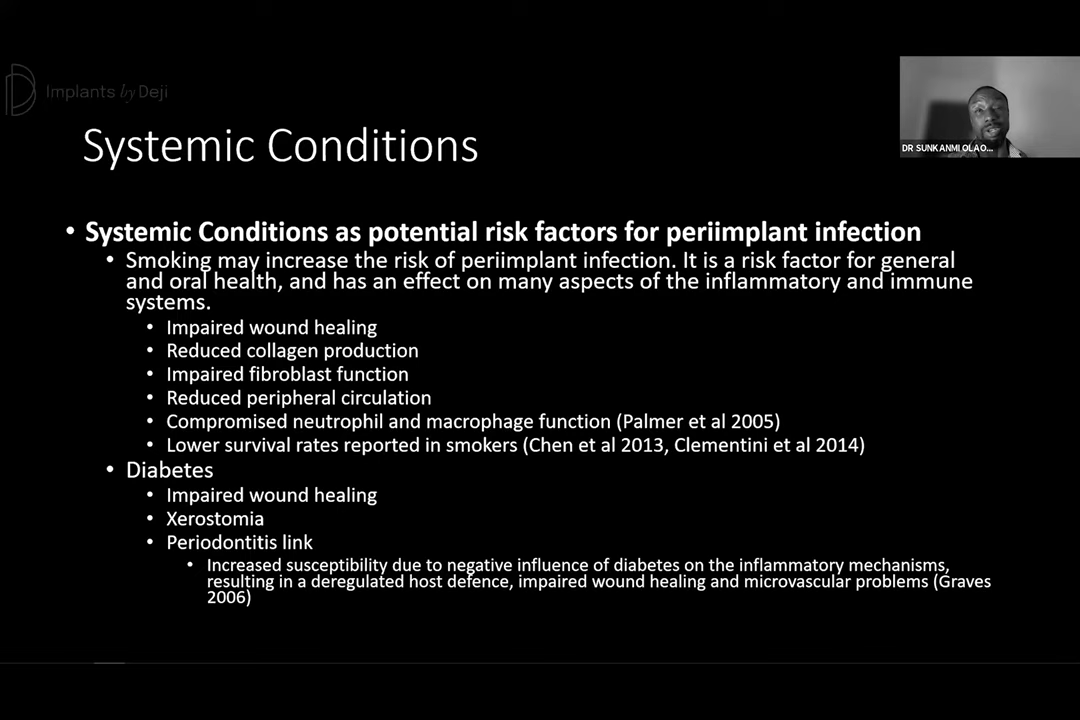 Implants by Deji
DR SUNKANMI OLAO...
Systemic Conditions
• Systemic Conditions as potential risk factors for periimplant infection
• Smoking may increase the risk of periimplant infection. It is a risk factor for general
and oral health, and has an effect on many aspects of the inflammatory and immune
systems.
• Impaired wound healing
• Reduced collagen production
• Impaired fibroblast function
• Reduced peripheral circulation
• Compromised neutrophil and macrophage function (Palmer et al 2005)
• Lower survival rates reported in smokers (Chen et al 2013, Clementini et al 2014)
• Diabetes
• Impaired wound healing
• Xerostomia
• Periodontitis link
• Increased susceptibility due to negative influence of diabetes on the inflammatory mechanisms,
resulting in a deregulated host defence, impaired wound healing and microvascular problems (Graves
2006)